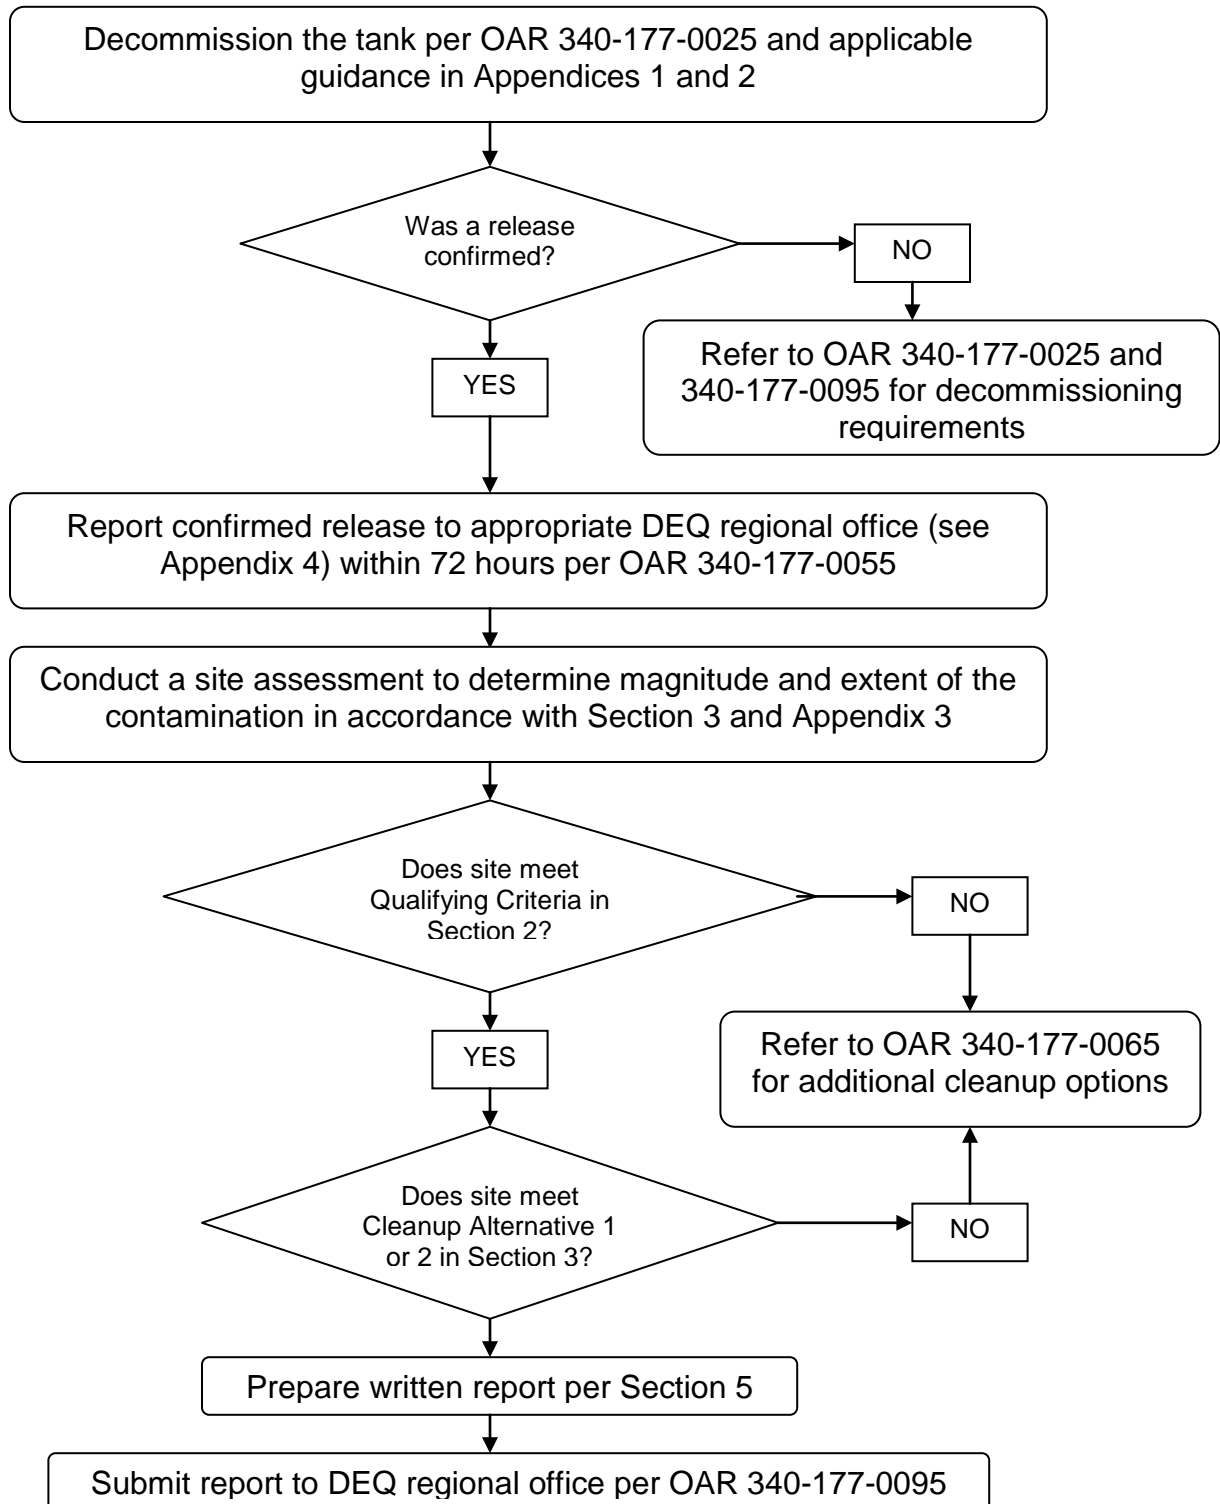 Decommission the tank per OAR 340-177-0025 and applicable
guidance in Appendices 1 and 2
Was a release
confirmed?
NO
Refer to OAR 340-177-0025 and
340-177-0095 for decommissioning
requirements
YES
Report confirmed release to appropriate DEQ regional office (see
Appendix 4) within 72 hours per OAR 340-177-0055
Conduct a site assessment to determine magnitude and extent of the
contamination in accordance with Section 3 and Appendix 3
Does site meet
Qualifying Criteria in
Section 2?
NO
YES
Refer to OAR 340-177-0065
for additional cleanup options
Does site meet
Cleanup Alternative 1
or 2 in Section 3?
NO
Prepare written report per Section 5
Submit report to DEQ regional office per OAR 340-177-0095